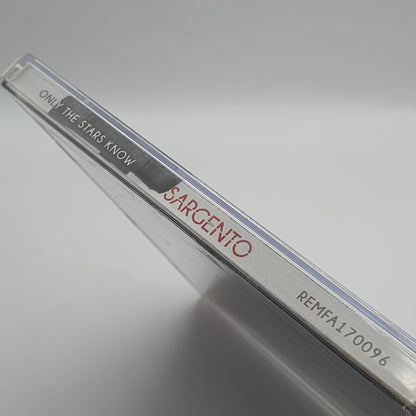 ONLY THE STARS KNOW
SARGENTO
REMFA170096